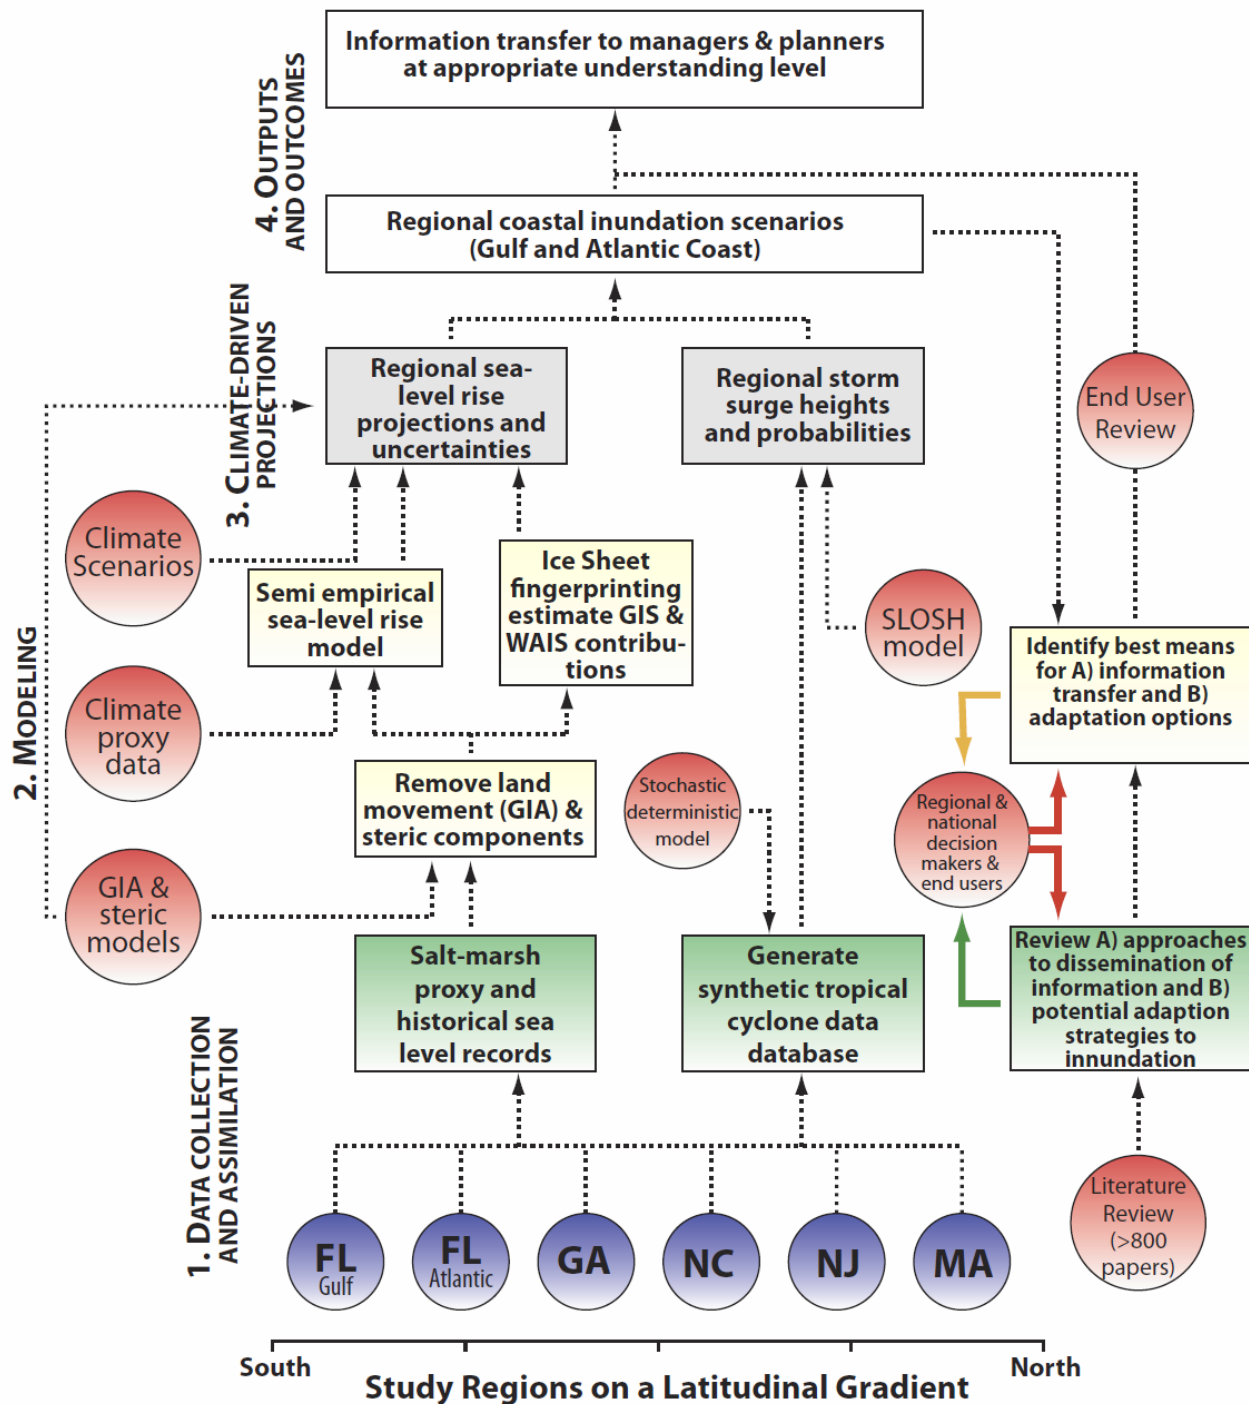 Information transfer to managers & planners
at appropriate understanding level
4. OUTPUTS
AND OUTCOMES
Regional coastal inundation scenarios
(Gulf and Atlantic Coast)
3. CLIMATE-DRIVEN
PROJECTIONS
Regional sea-
level rise
projections and
uncertainties
Regional storm
surge heights
and probabilities
End User
Review
Climate
Scenarios
Semi empirical
sea-level rise
model
Ice Sheet
fingerprinting
estimate GIS &
WAIS contribu-
tions
SLOSH
model
Identify best means
for A) information
transfer and B)
adaptation options
2. MODELING
Climate
proxy
data
Remove land
movement (GIA) &
steric components
Stochastic
deterministic
model
Regional &
national
decision
makers &
end users
GIA &
steric
models
Salt-marsh
proxy and
historical sea
level records
Generate
synthetic tropical
cyclone data
database
Review A) approaches
to dissemination of
information and B)
potential adaption
strategies to
innundation
1. DATA COLLECTION
AND ASSIMILATION
Literature
Review
(>800
papers)
FL
Gulf
FL
Atlantic
GA
NC
NJ
MA
South
North
Study Regions on a Latitudinal Gradient